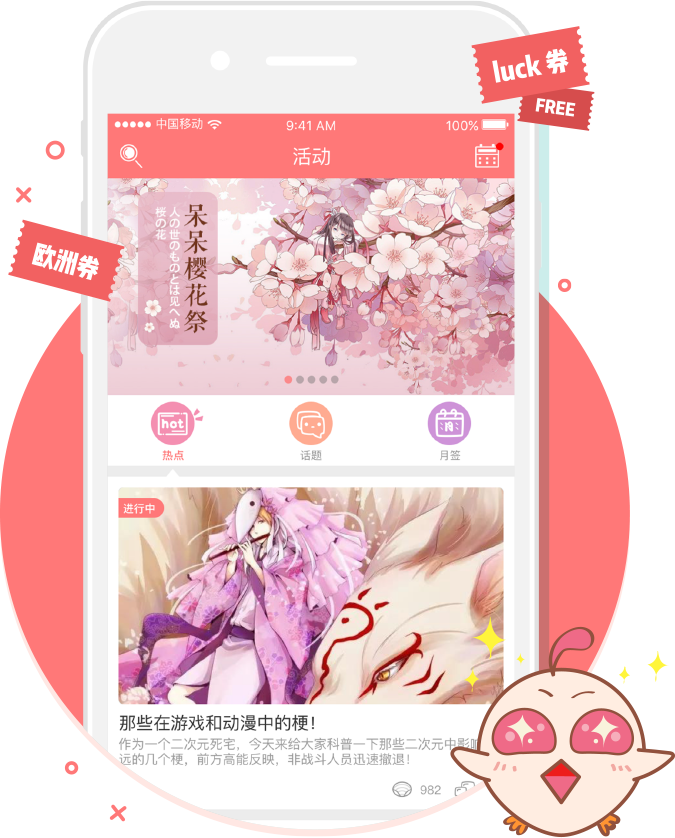 luck 券
FREE
中国移动
9:41 AM
100%
活动
欧洲券
呆呆樱花祭
人の世のものとは见へぬ
桜の花
hot
热点
话题
月签
进行中
那些在游戏和动漫中的梗！
作为一个二次元死宅，今天来给大家科普一下那些二次元中影响
远的几个梗，前方高能反映，非战斗人员迅速撤退！
982